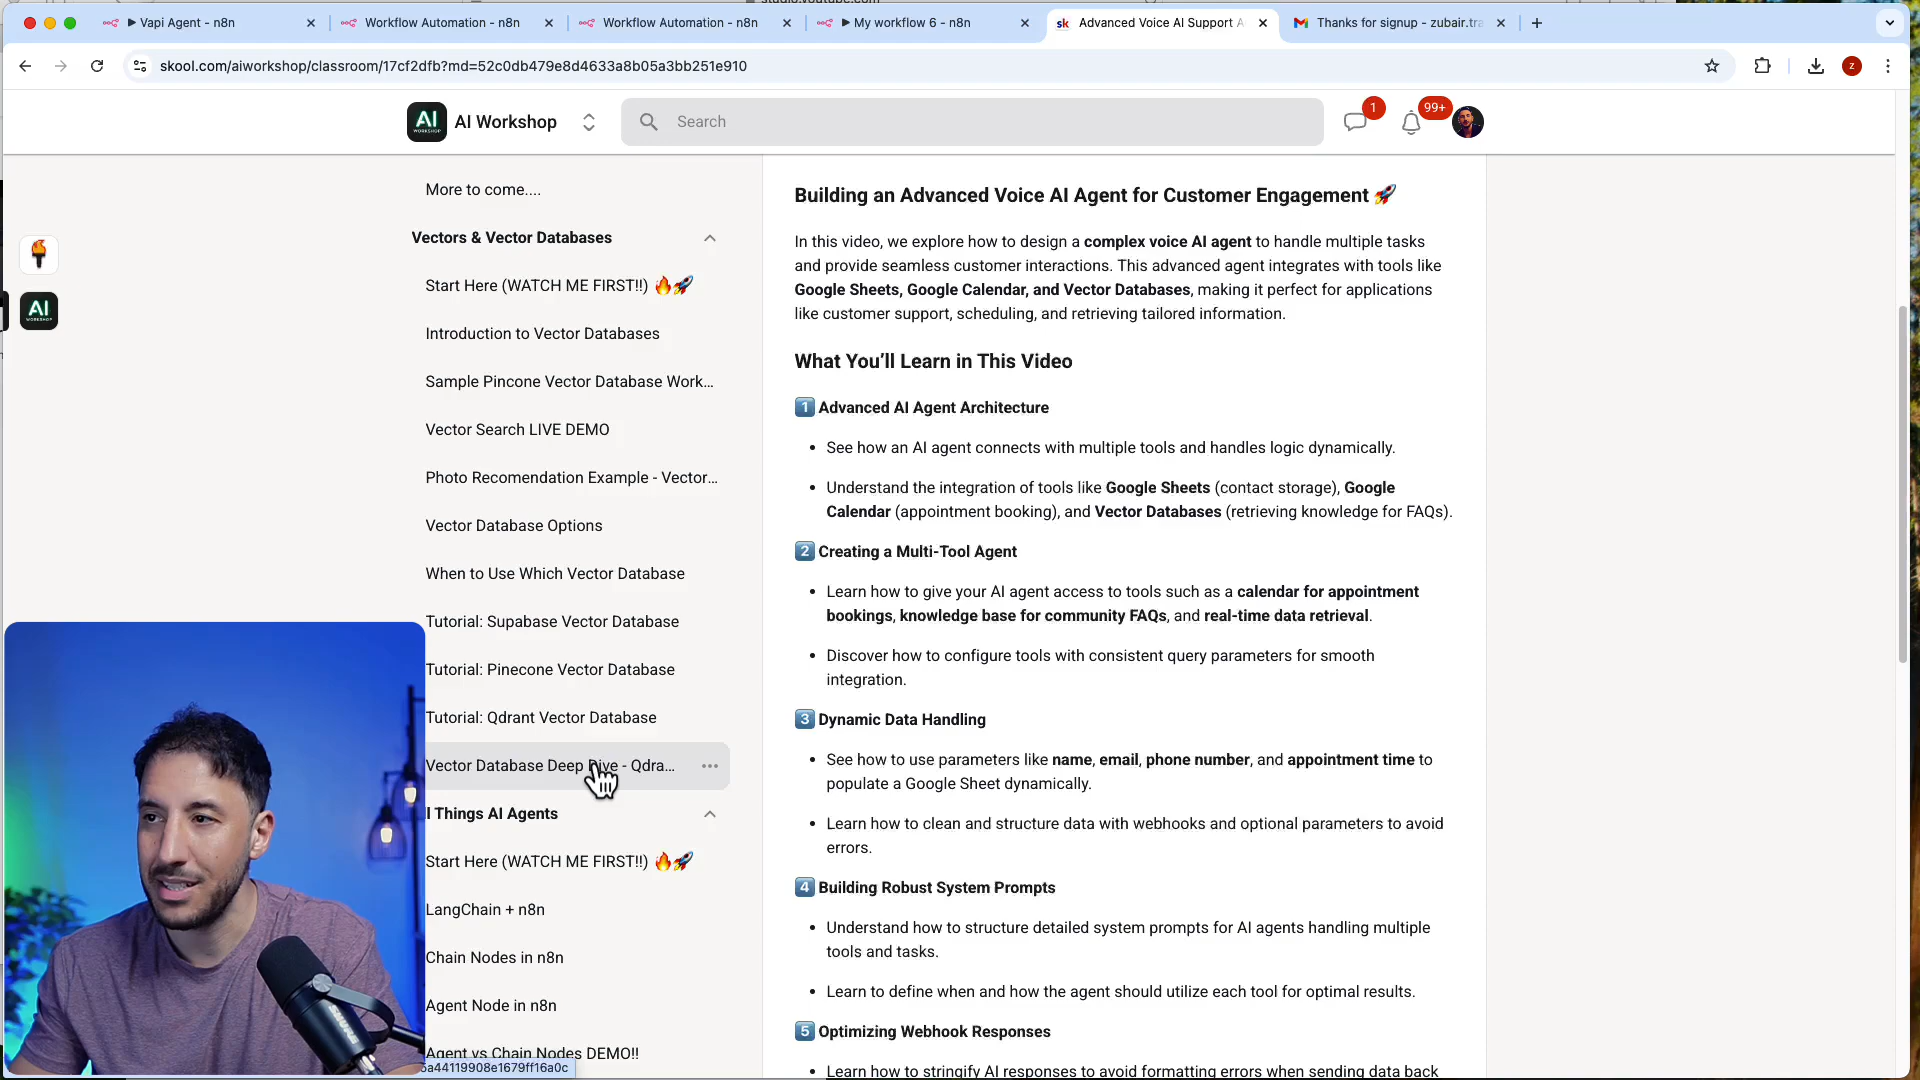 Vapi Agent - n8n
Workflow Automation - n8n
Workflow Automation - n8n
My workflow 6 - n8n
sk
Advanced Voice AI Support A
Thanks for signup - zubair.tra
skool.com/aiworkshop/classroom/17cf2dfb?md=52c0db479e8d4633a8b05a3bb251e910
z
AI
WORKSHOP
AI Workshop
Search
1
99+
AI
WORKSHOP
More to come....
Vectors & Vector Databases
Start Here (WATCH ME FIRST!!) 🔥🚀
Introduction to Vector Databases
Sample Pincone Vector Database Work...
Vector Search LIVE DEMO
Photo Recomendation Example - Vector...
Vector Database Options
When to Use Which Vector Database
Tutorial: Supabase Vector Database
Tutorial: Pinecone Vector Database
Tutorial: Qdrant Vector Database
Vector Database Deep Dive - Qdra...
l Things AI Agents
Start Here (WATCH ME FIRST!!) 🔥🚀
LangChain + n8n
Chain Nodes in n8n
Agent Node in n8n
Agent vs Chain Nodes DEMO!!
5a44119908e1679ff16a0c
Building an Advanced Voice AI Agent for Customer Engagement 🚀
In this video, we explore how to design a complex voice AI agent to handle multiple tasks
and provide seamless customer interactions. This advanced agent integrates with tools like
Google Sheets, Google Calendar, and Vector Databases, making it perfect for applications
like customer support, scheduling, and retrieving tailored information.
What You'll Learn in This Video
1 Advanced AI Agent Architecture
• See how an AI agent connects with multiple tools and handles logic dynamically.
• Understand the integration of tools like Google Sheets (contact storage), Google
Calendar (appointment booking), and Vector Databases (retrieving knowledge for FAQs).
2 Creating a Multi-Tool Agent
• Learn how to give your AI agent access to tools such as a calendar for appointment
bookings, knowledge base for community FAQs, and real-time data retrieval.
• Discover how to configure tools with consistent query parameters for smooth
integration.
3 Dynamic Data Handling
• See how to use parameters like name, email, phone number, and appointment time to
populate a Google Sheet dynamically.
• Learn how to clean and structure data with webhooks and optional parameters to avoid
errors.
4 Building Robust System Prompts
• Understand how to structure detailed system prompts for AI agents handling multiple
tools and tasks.
• Learn to define when and how the agent should utilize each tool for optimal results.
5 Optimizing Webhook Responses
• Learn how to stringify AI responses to avoid formatting errors when sending data back